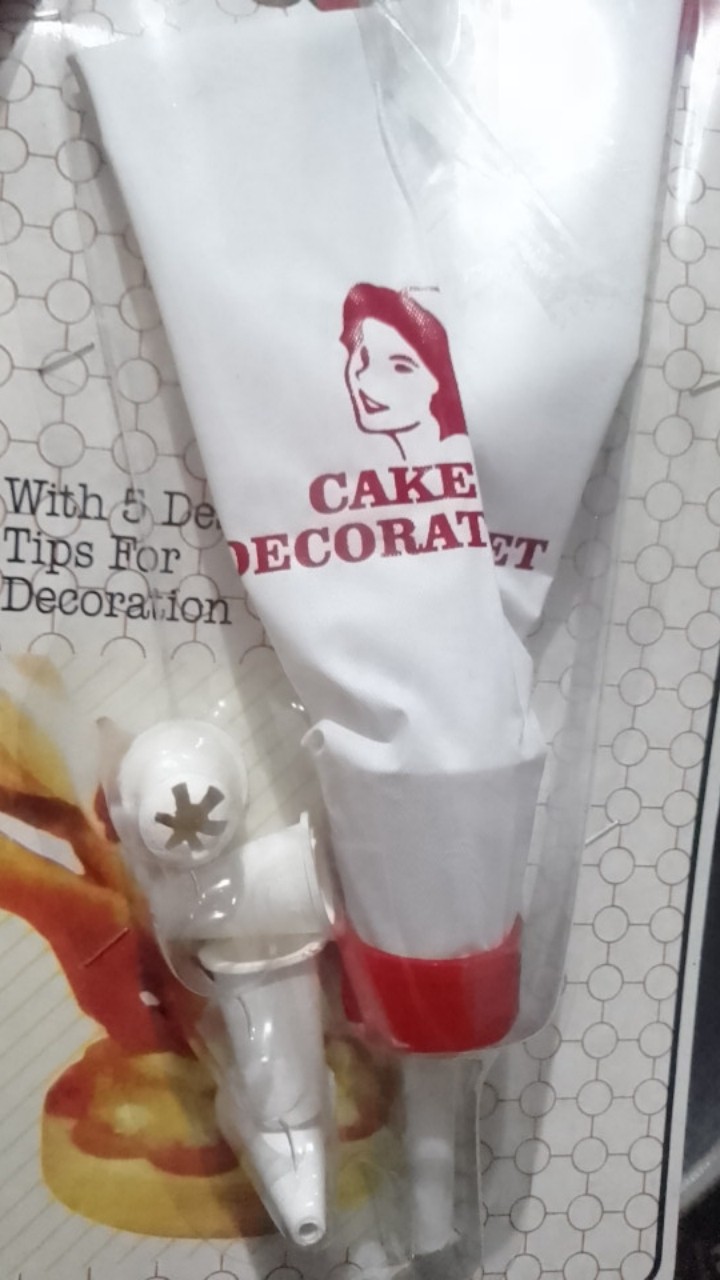 CAKE
DECORAT ET
With 5 De
Tips For
Decoration